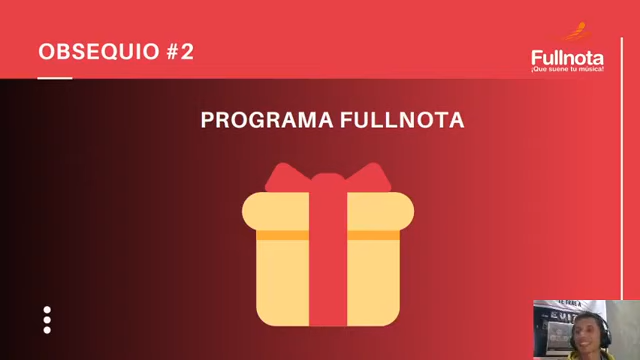 OBSEQUIO #2
Fullnota
¡Que suene tu música!
PROGRAMA FULLNOTA